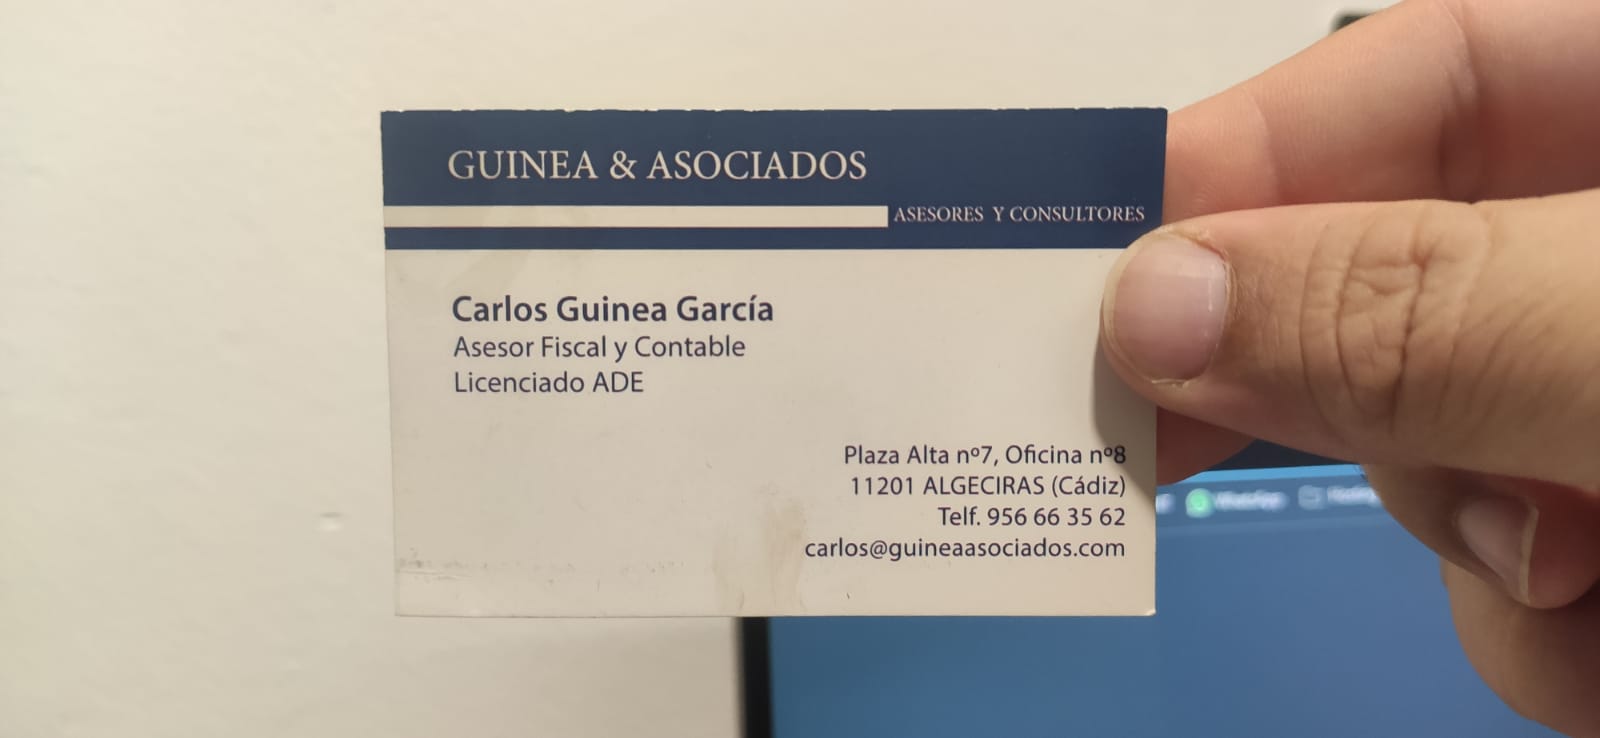 GUINEA & ASOCIADOS
ASESORES Y CONSULTORES
Carlos Guinea García
Asesor Fiscal y Contable
Licenciado ADE
Plaza Alta nº7, Oficina nº8
11201 ALGECIRAS (Cádiz)
Telf. 956 66 35 62
carlos@guineaasociados.com
WhatsApp